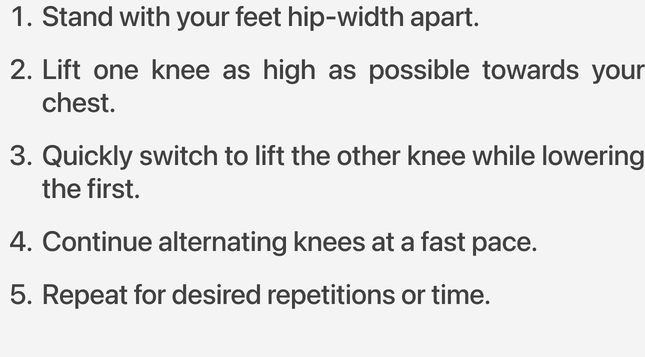 1. Stand with your feet hip-width apart.
2. Lift one knee as high as possible towards your
chest.
3. Quickly switch to lift the other knee while lowering
the first.
4. Continue alternating knees at a fast pace.
5. Repeat for desired repetitions or time.